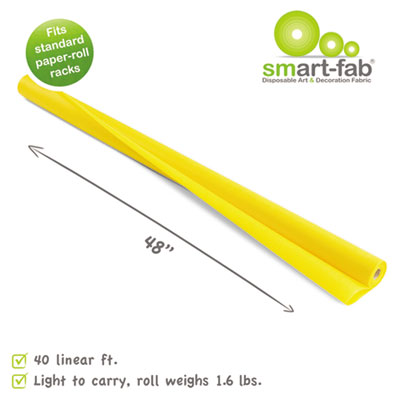 Fits
standard
paper-roll
racks
smart-fab®
Disposable Art & Decoration Fabric
48”
40 linear ft.
Light to carry, roll weighs 1.6 lbs.